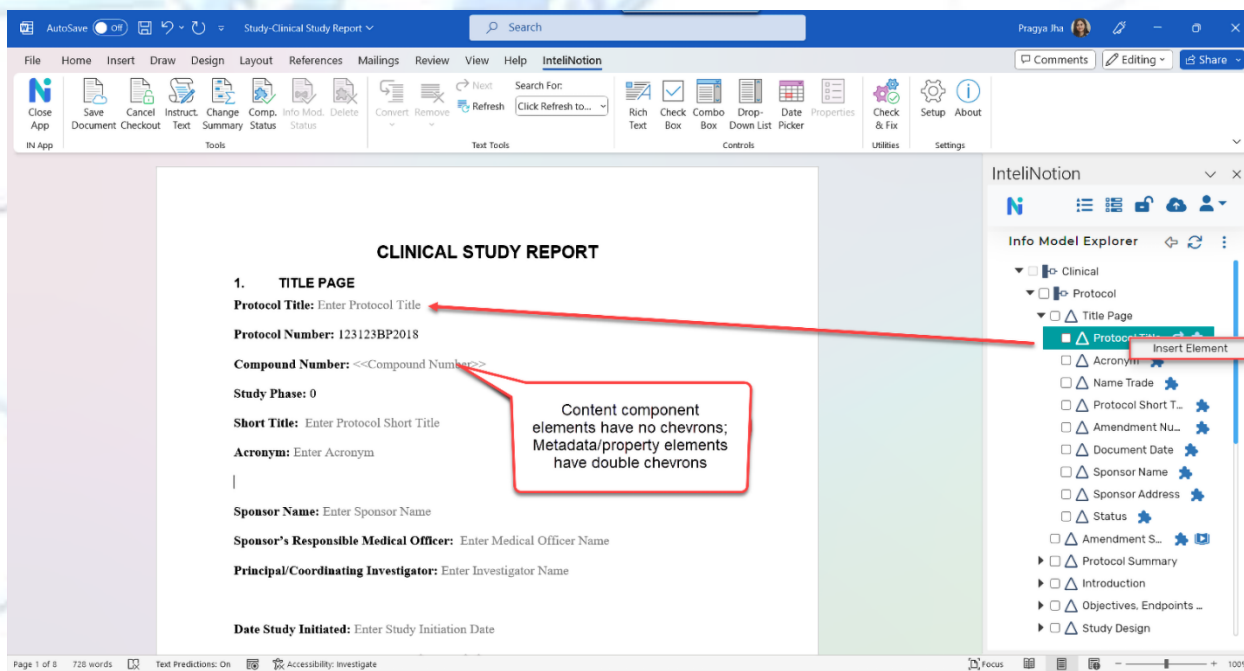 AutoSave Off Study-Clinical Study Report Search Pragya Jha
File Home Insert Draw Design Layout References Mailings Review View Help InteliNotion Comments Editing Share
Close App
Save Document
Cancel Checkout
Instruct. Text
Change Summary
Comp. Status
Info Mod. Status
Delete
Convert
Remove
Next
Refresh
Search For:
Click Refresh to...
Rich Text
Check Box
Combo Box
Drop-Down List
Date Picker
Properties
Check & Fix
Setup
About
IN App Tools Text Tools Controls Utilities Settings
CLINICAL STUDY REPORT
1. TITLE PAGE
Protocol Title: Enter Protocol Title
Protocol Number: 123123BP2018
Compound Number: <<Compound Number>>
Study Phase: 0
Short Title: Enter Protocol Short Title
Acronym: Enter Acronym
Sponsor Name: Enter Sponsor Name
Sponsor's Responsible Medical Officer: Enter Medical Officer Name
Principal/Coordinating Investigator: Enter Investigator Name
Date Study Initiated: Enter Study Initiation Date
Content component
elements have no chevrons;
Metadata/property elements
have double chevrons
InteliNotion
Info Model Explorer
Clinical
Protocol
Title Page
Protocol Title
Insert Element
Acronym
Name Trade
Protocol Short T...
Amendment Nu...
Document Date
Sponsor Name
Sponsor Address
Status
Amendment S...
Protocol Summary
Introduction
Objectives, Endpoints ...
Study Design
Page 1 of 8 728 words Text Predictions: On Accessibility: Investigate Focus